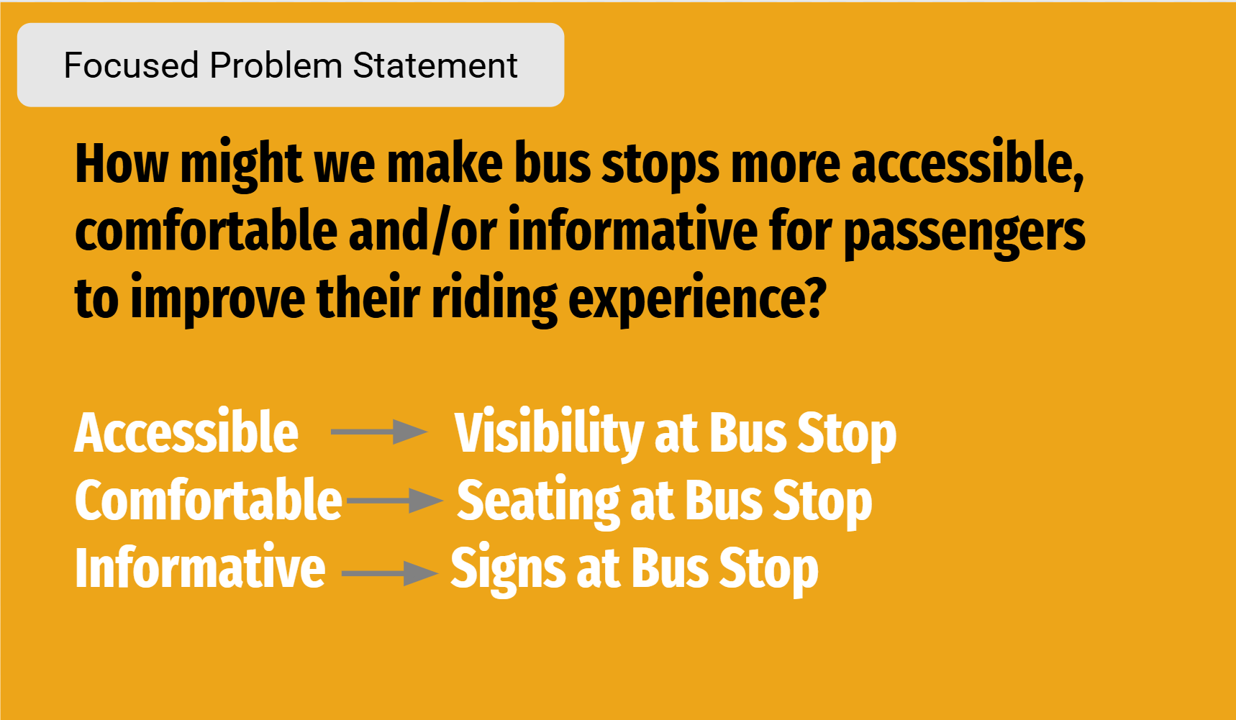 Focused Problem Statement
How might we make bus stops more accessible,
comfortable and/or informative for passengers
to improve their riding experience?
Accessible Visibility at Bus Stop
Comfortable Seating at Bus Stop
Informative Signs at Bus Stop